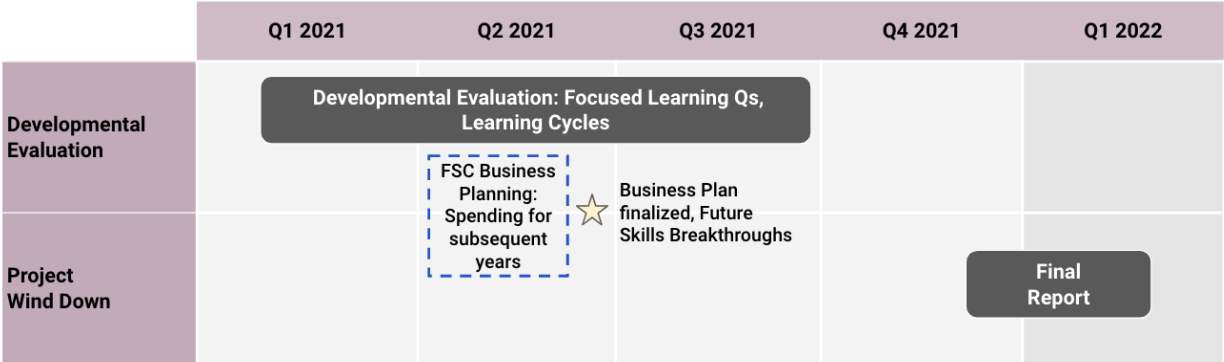 Q1 2021
Q2 2021
Q3 2021
Q4 2021
Q1 2022
Developmental
Evaluation
Developmental Evaluation: Focused Learning Qs,
Learning Cycles
FSC Business
Planning:
Spending for
subsequent
years
Business Plan
finalized, Future
Skills Breakthroughs
Project
Wind Down
Final
Report